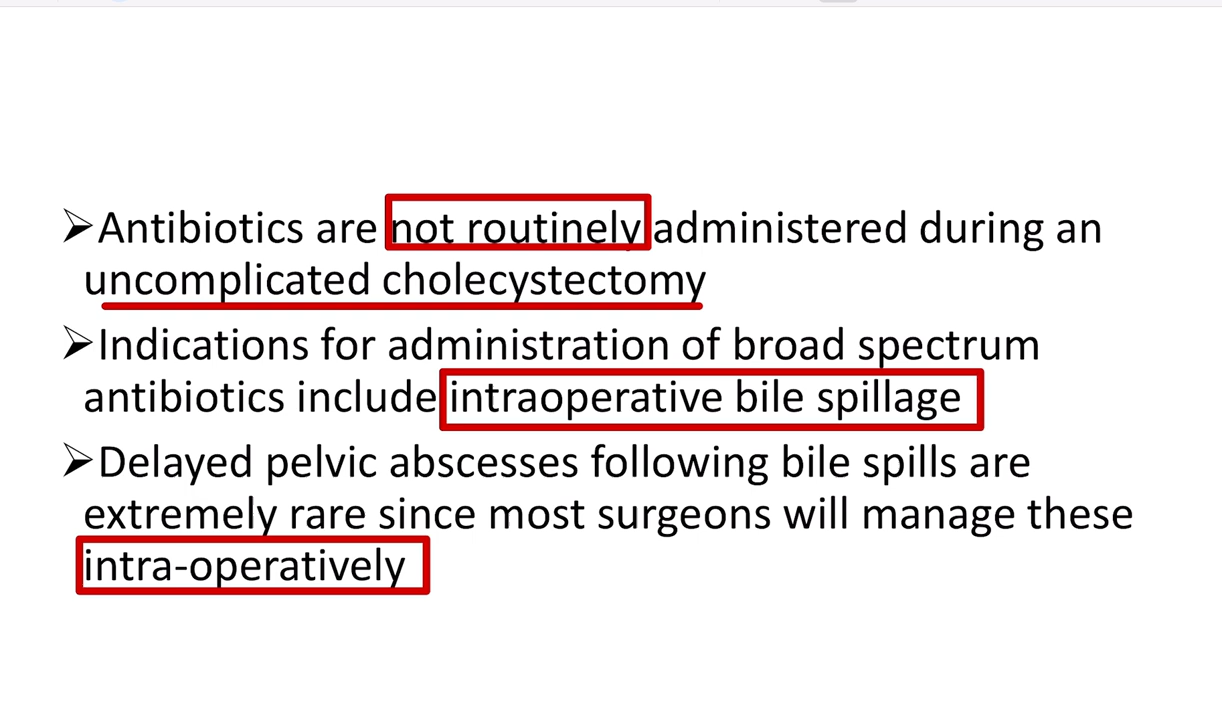 ➢Antibiotics are not routinely administered during an
uncomplicated cholecystectomy
➢Indications for administration of broad spectrum
antibiotics include intraoperative bile spillage
➢Delayed pelvic abscesses following bile spills are
extremely rare since most surgeons will manage these
intra-operatively